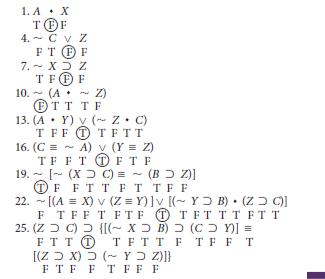 1. A • X
T Ⓕ F
4. ~ C ∨ Z
F T Ⓕ F
7. ~ X ⊃ Z
T F Ⓕ F
10. ~ (A • ~ Z)
Ⓕ T T T F
13. (A • Y) ∨ (~ Z • C)
T F F Ⓣ T F T T
16. (C ≡ ~ A) ∨ (Y ≡ Z)
T F F T Ⓣ F T F
19. ~ [~ (X ⊃ C) ≡ ~ (B ⊃ Z)]
Ⓣ F F T T F T T F F
22. ~ [(A ≡ X) ∨ (Z ≡ Y)] ∨ [(~ Y ⊃ B) • (Z ⊃ C)]
F T F F T F T F Ⓣ T F T T T F T T
25. (Z ⊃ C) ⊃ {[(~ X ⊃ B) ⊃ (C ⊃ Y)] ≡
F T T Ⓣ T F T T F T F F T
[(Z ⊃ X) ⊃ (~ Y ⊃ Z)]}
F T F F T F F F